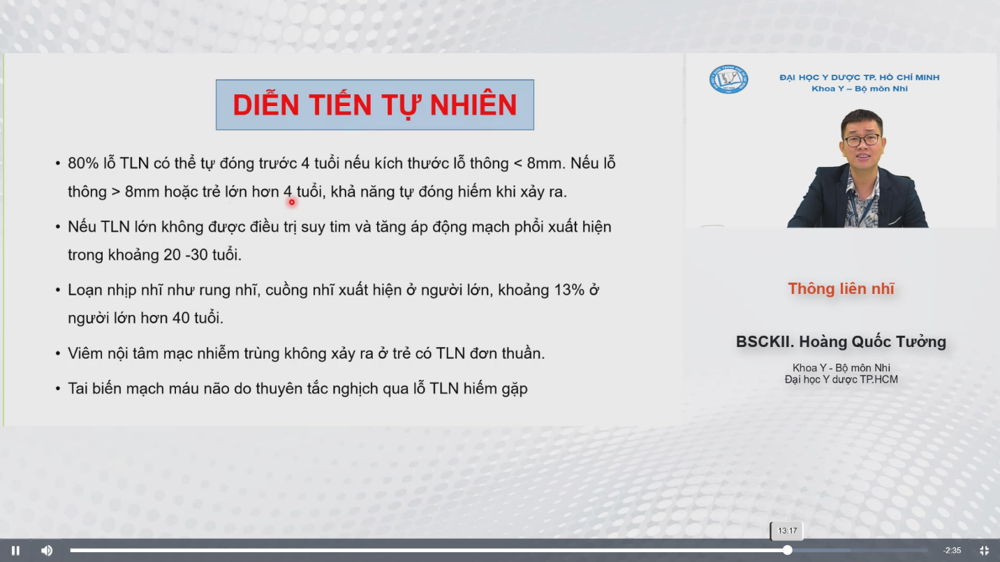 DIỄN TIẾN TỰ NHIÊN
• 80% lỗ TLN có thể tự đóng trước 4 tuổi nếu kích thước lỗ thông < 8mm. Nếu lỗ
thông > 8mm hoặc trẻ lớn hơn 4 tuổi, khả năng tự đóng hiếm khi xảy ra.
• Nếu TLN lớn không được điều trị suy tim và tăng áp động mạch phổi xuất hiện
trong khoảng 20 -30 tuổi.
• Loạn nhịp nhĩ như rung nhĩ, cuồng nhĩ xuất hiện ở người lớn, khoảng 13% ở
người lớn hơn 40 tuổi.
• Viêm nội tâm mạc nhiễm trùng không xảy ra ở trẻ có TLN đơn thuần.
• Tai biến mạch máu não do thuyên tắc nghịch qua lỗ TLN hiếm gặp
ĐẠI HỌC Y DƯỢC TP. HỒ CHÍ MINH
Khoa Y – Bộ môn Nhi
Thông liên nhĩ
BSCKII. Hoàng Quốc Tưởng
Khoa Y - Bộ môn Nhi
Đại học Y dược TP.HCM
13:17
-2:35